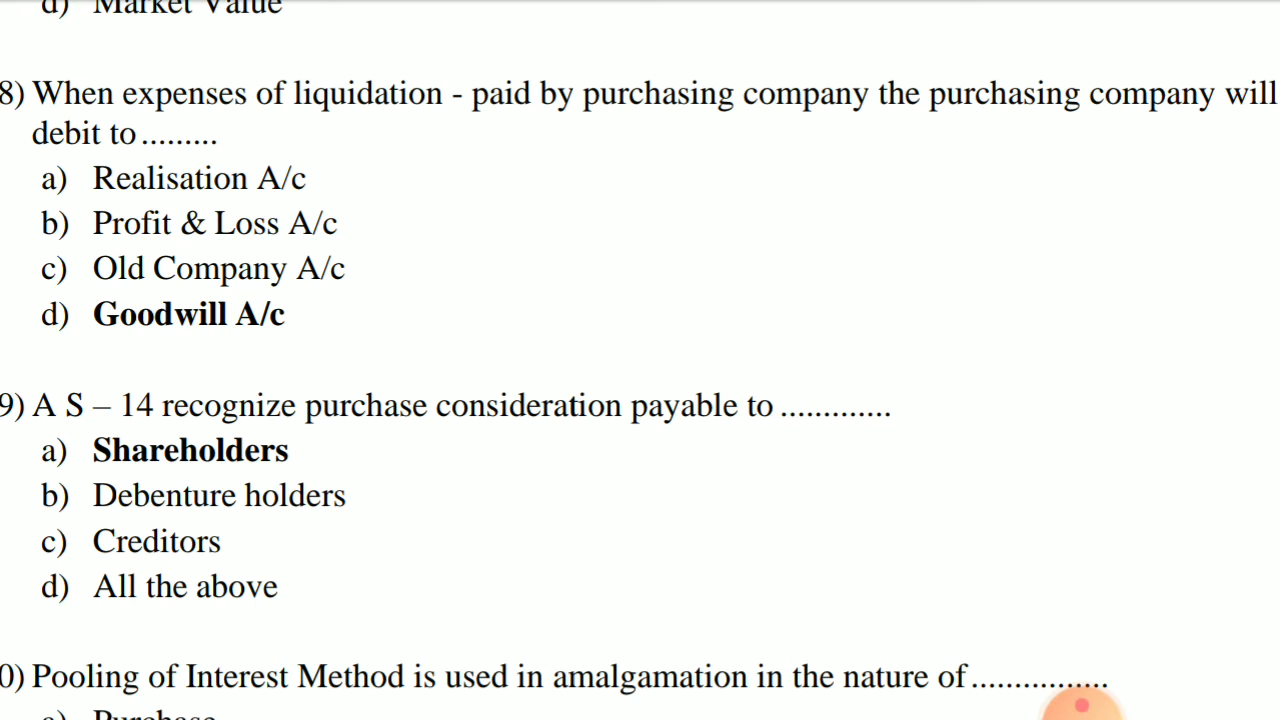 d) Market Value
8) When expenses of liquidation - paid by purchasing company the purchasing company will
debit to.........
a) Realisation A/c
b) Profit & Loss A/c
c) Old Company A/c
d) Goodwill A/c
9) A S – 14 recognize purchase consideration payable to .............
a) Shareholders
b) Debenture holders
c) Creditors
d) All the above
0) Pooling of Interest Method is used in amalgamation in the nature of................
a) Purchase